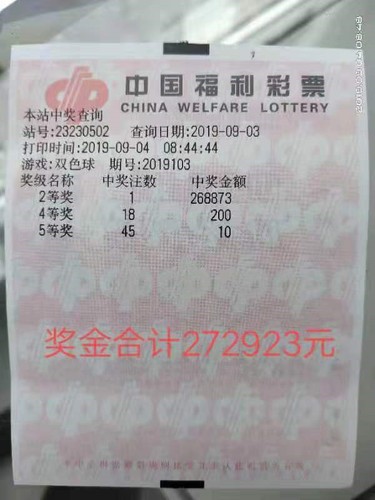 中国福利彩票
CHINA WELFARE LOTTERY
本站中奖查询
站号:23230502 查询日期:2019-09-03
打印时间:2019-09-04 08:44:44
游戏:双色球 期号:2019103
奖级名称 中奖注数 中奖金额
2等奖 1 268873
4等奖 18 200
5等奖 45 10
奖金合计272923元